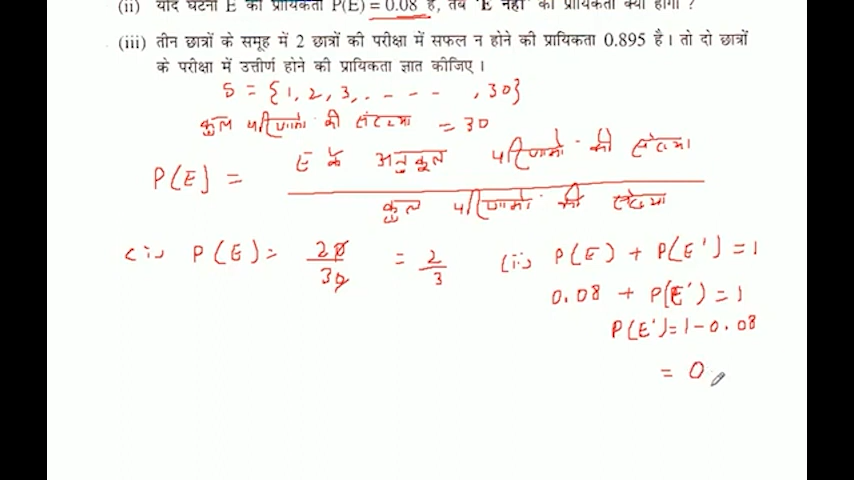 (ii) यदि घटना E की प्रायिकता P(E) = 0.08 है, तब 'E नहीं' की प्रायिकता क्या होगी ?
(iii) तीन छात्रों के समूह में 2 छात्रों की परीक्षा में सफल न होने की प्रायिकता 0.895 है। तो दो छात्रों
के परीक्षा में उत्तीर्ण होने की प्रायिकता ज्ञात कीजिए।
S = {1, 2, 3, . - - - , 30}
कुल परिणामो की संख्या = 30
P(E) = E के अनुकूल परिणामो की संख्या
कुल परिणामो की संख्या
(i) P(E) = 20/30 = 2/3
(ii) P(E) + P(E') = 1
0.08 + P(E') = 1
P(E') = 1 - 0.08
= 0.